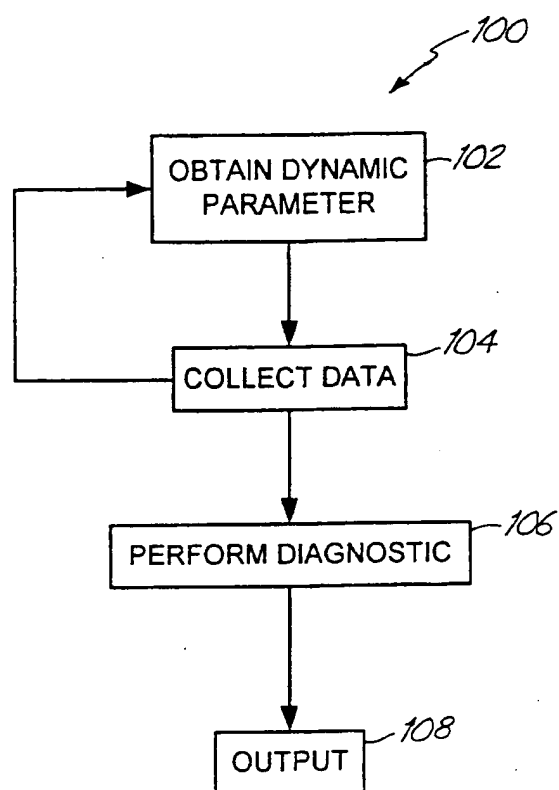 100
OBTAIN DYNAMIC
PARAMETER
102
COLLECT DATA
104
PERFORM DIAGNOSTIC
106
OUTPUT
108